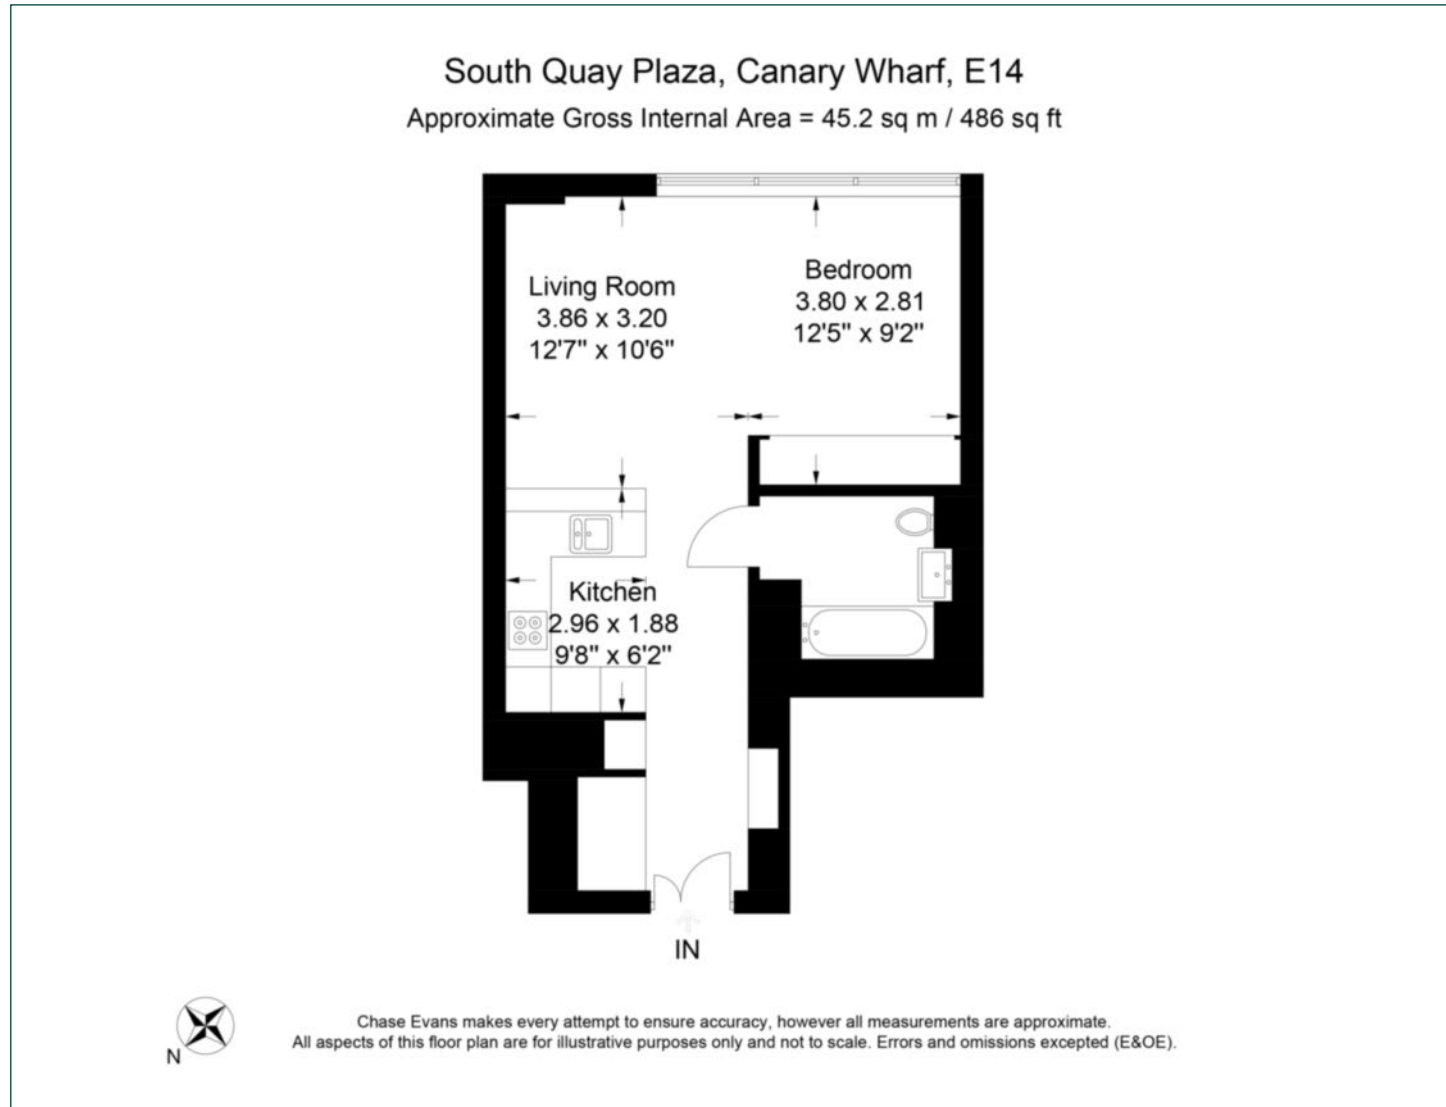 South Quay Plaza, Canary Wharf, E14
Approximate Gross Internal Area = 45.2 sq m / 486 sq ft
Living Room
3.86 x 3.20
12'7" x 10'6"
Bedroom
3.80 x 2.81
12'5" x 9'2"
Kitchen
2.96 x 1.88
9'8" x 6'2"
IN
N
Chase Evans makes every attempt to ensure accuracy, however all measurements are approximate.
All aspects of this floor plan are for illustrative purposes only and not to scale. Errors and omissions excepted (E&OE).